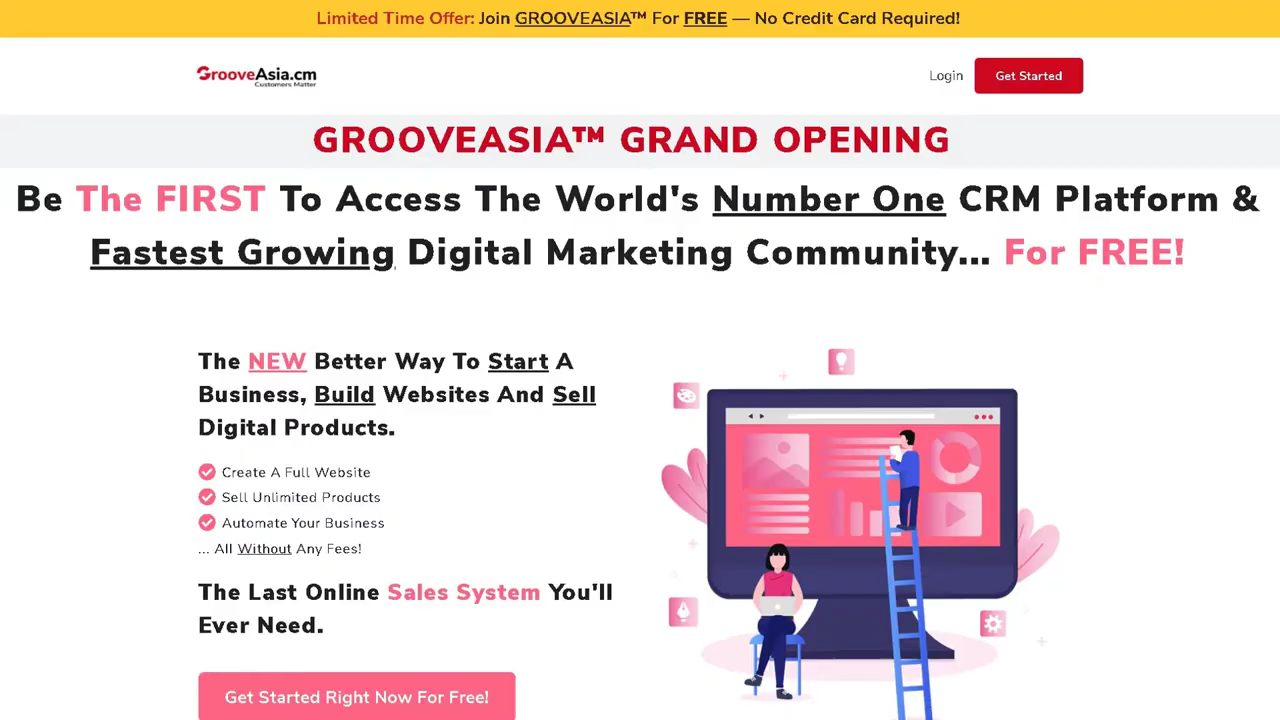 Limited Time Offer: Join GROOVEASIA™ For FREE — No Credit Card Required!
GrooveAsia.cm
Customers Matter
Login
Get Started
GROOVEASIA™ GRAND OPENING
Be The FIRST To Access The World's Number One CRM Platform &
Fastest Growing Digital Marketing Community... For FREE!
The NEW Better Way To Start A
Business, Build Websites And Sell
Digital Products.
Create A Full Website
Sell Unlimited Products
Automate Your Business
... All Without Any Fees!
The Last Online Sales System You'll
Ever Need.
Get Started Right Now For Free!